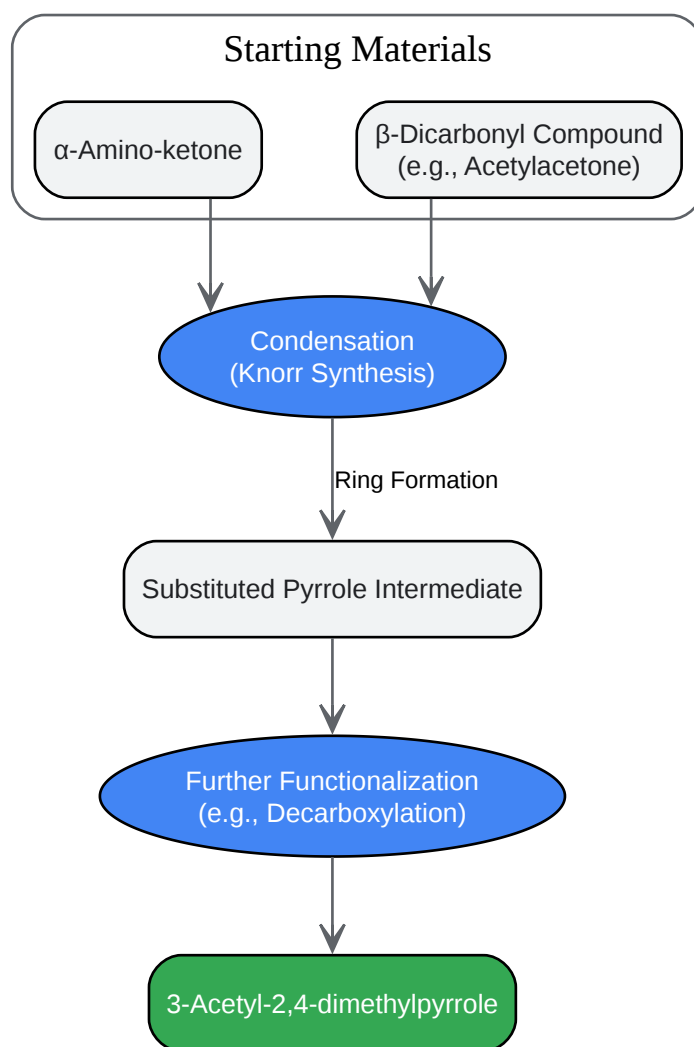 Starting Materials
α-Amino-ketone
β-Dicarbonyl Compound
(e.g., Acetylacetone)
Condensation
(Knorr Synthesis)
Ring Formation
Substituted Pyrrole Intermediate
Further Functionalization
(e.g., Decarboxylation)
3-Acetyl-2,4-dimethylpyrrole